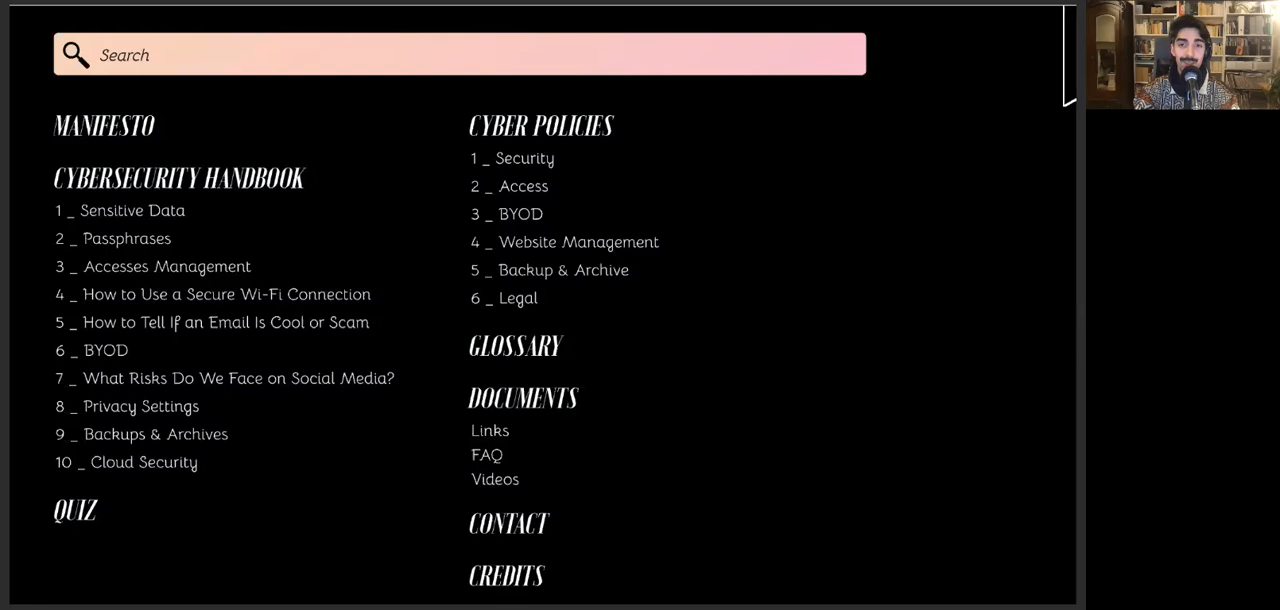 Search
MANIFESTO
CYBERSECURITY HANDBOOK
1 _ Sensitive Data
2 _ Passphrases
3 _ Accesses Management
4 _ How to Use a Secure Wi-Fi Connection
5 _ How to Tell If an Email Is Cool or Scam
6 _ BYOD
7 _ What Risks Do We Face on Social Media?
8 _ Privacy Settings
9 _ Backups & Archives
10 _ Cloud Security
QUIZ
CYBER POLICIES
1 _ Security
2 _ Access
3 _ BYOD
4 _ Website Management
5 _ Backup & Archive
6 _ Legal
GLOSSARY
DOCUMENTS
Links
FAQ
Videos
CONTACT
CREDITS